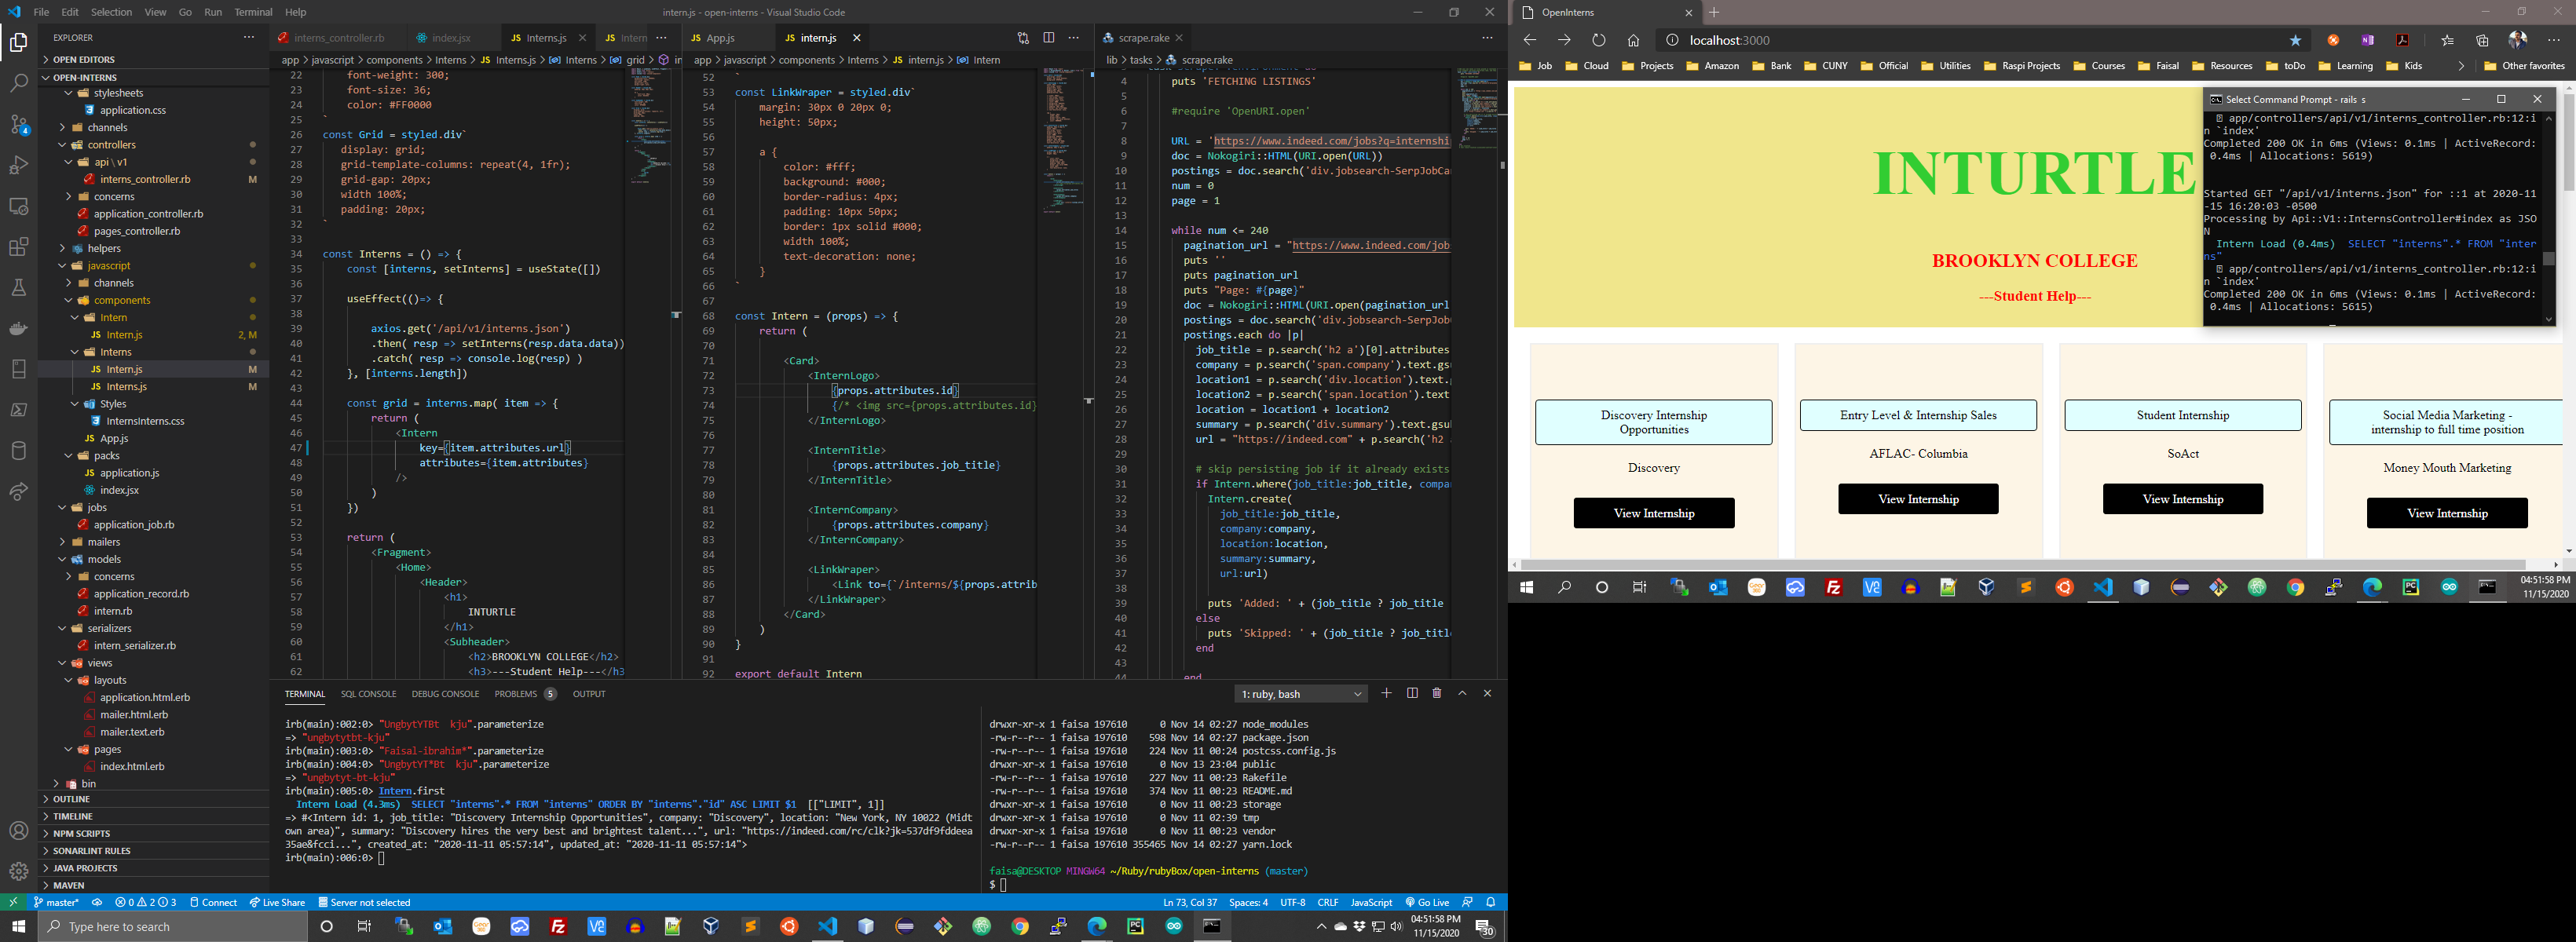 File Edit Selection View Go Run Terminal Help
intern.js - open-interns - Visual Studio Code
EXPLORER
OPEN EDITORS
OPEN-INTERNS
stylesheets
application.css
channels
controllers
api \ v1
interns_controller.rb M
concerns
application_controller.rb
pages_controller.rb
helpers
javascript
channels
components
Intern
Intern.js 2, M
Interns
Intern.js M
Interns.js M
Styles
InternsInterns.css
App.js
packs
application.js
index.jsx
jobs
application_job.rb
mailers
models
concerns
application_record.rb
intern.rb
serializers
intern_serializer.rb
views
layouts
application.html.erb
mailer.html.erb
mailer.text.erb
pages
index.html.erb
bin
OUTLINE
TIMELINE
NPM SCRIPTS
SONARLINT RULES
JAVA PROJECTS
MAVEN
interns_controller.rb index.jsx Interns.js Intern
app > javascript > components > Interns > Interns.js > Interns > grid > in
22 font-weight: 300;
23 font-size: 36;
24 color: #FF0000
25 `
26 const Grid = styled.div`
27 display: grid;
28 grid-template-columns: repeat(4, 1fr);
29 grid-gap: 20px;
30 width 100%;
31 padding: 20px;
32 `
33
34 const Interns = () => {
35 const [interns, setInterns] = useState([])
36
37 useEffect(()=> {
38
39 axios.get('/api/v1/interns.json')
40 .then( resp => setInterns(resp.data.data))
41 .catch( resp => console.log(resp) )
42 }, [interns.length])
43
44 const grid = interns.map( item => {
45 return (
46 <Intern
47 key={item.attributes.url}
48 attributes={item.attributes}
49 />
50 )
51 })
52
53 return (
54 <Fragment>
55 <Home>
56 <Header>
57 <h1>
58 INTURTLE
59 </h1>
60 <Subheader>
61 <h2>BROOKLYN COLLEGE</h2>
62 <h3>---Student Help---</h3
App.js intern.js
app > javascript > components > Interns > intern.js > Intern
52 `
53 const LinkWraper = styled.div`
54 margin: 30px 0 20px 0;
55 height: 50px;
56
57 a {
58 color: #fff;
59 background: #000;
60 border-radius: 4px;
61 padding: 10px 50px;
62 border: 1px solid #000;
63 width 100%;
64 text-decoration: none;
65 }
66 `
67
68 const Intern = (props) => {
69 return (
70
71 <Card>
72 <InternLogo>
73 {props.attributes.id}
74 {/* <img src={props.attributes.id}
75 </InternLogo>
76
77 <InternTitle>
78 {props.attributes.job_title}
79 </InternTitle>
80
81 <InternCompany>
82 {props.attributes.company}
83 </InternCompany>
84
85 <LinkWraper>
86 <Link to={`/interns/${props.attrib
87 </LinkWraper>
88 </Card>
89 )
90 }
91
92 export default Intern
scrape.rake
lib > tasks > scrape.rake
4 puts 'FETCHING LISTINGS'
5
6 #require 'OpenURI.open'
7
8 URL = 'https://www.indeed.com/jobs?q=internshi
9 doc = Nokogiri::HTML(URI.open(URL))
10 postings = doc.search('div.jobsearch-SerpJobCa
11 num = 0
12 page = 1
13
14 while num <= 240
15 pagination_url = "https://www.indeed.com/job
16 puts ''
17 puts pagination_url
18 puts "Page: #{page}"
19 doc = Nokogiri::HTML(URI.open(pagination_url
20 postings = doc.search('div.jobsearch-SerpJob
21 postings.each do |p|
22 job_title = p.search('h2 a')[0].attributes
23 company = p.search('span.company').text.gs
24 location1 = p.search('div.location').text.g
25 location2 = p.search('span.location').text
26 location = location1 + location2
27 summary = p.search('div.summary').text.gsu
28 url = "https://indeed.com" + p.search('h2
29
30 # skip persisting job if it already exists
31 if Intern.where(job_title:job_title, compa
32 Intern.create(
33 job_title:job_title,
34 company:company,
35 location:location,
36 summary:summary,
37 url:url)
38
39 puts 'Added: ' + (job_title ? job_title
40 else
41 puts 'Skipped: ' + (job_title ? job_title
42 end
43
44 end
TERMINAL SQL CONSOLE DEBUG CONSOLE PROBLEMS 5 OUTPUT
1: ruby, bash
irb(main):002:0> "UngbytYTBt kju".parameterize
=> "ungbytytbt-kju"
irb(main):003:0> "Faisal-ibrahim*".parameterize
irb(main):004:0> "UngbytYT*Bt kju".parameterize
=> "ungbytyt-bt-kju"
irb(main):005:0> Intern.first
Intern Load (4.3ms) SELECT "interns".* FROM "interns" ORDER BY "interns"."id" ASC LIMIT $1 [["LIMIT", 1]]
=> #<Intern id: 1, job_title: "Discovery Internship Opportunities", company: "Discovery", location: "New York, NY 10022 (Midt
own area)", summary: "Discovery hires the very best and brightest talent...", url: "https://indeed.com/rc/clk?jk=537df9fddeea
35ae&fcci...", created_at: "2020-11-11 05:57:14", updated_at: "2020-11-11 05:57:14">
irb(main):006:0>
drwxr-xr-x 1 faisa 197610 0 Nov 14 02:27 node_modules
-rw-r--r-- 1 faisa 197610 598 Nov 14 02:27 package.json
-rw-r--r-- 1 faisa 197610 224 Nov 11 00:24 postcss.config.js
drwxr-xr-x 1 faisa 197610 0 Nov 13 23:04 public
-rw-r--r-- 1 faisa 197610 227 Nov 11 00:23 Rakefile
-rw-r--r-- 1 faisa 197610 374 Nov 11 00:23 README.md
drwxr-xr-x 1 faisa 197610 0 Nov 11 00:23 storage
drwxr-xr-x 1 faisa 197610 0 Nov 11 02:39 tmp
drwxr-xr-x 1 faisa 197610 0 Nov 11 00:23 vendor
-rw-r--r-- 1 faisa 197610 355465 Nov 14 02:27 yarn.lock
faisa@DESKTOP MINGW64 ~/Ruby/rubyBox/open-interns (master)
$
master* 0 2 3 Connect Live Share Server not selected
Ln 73, Col 37 Spaces: 4 UTF-8 CRLF JavaScript Go Live
Type here to search
04:51:58 PM
11/15/2020
30
OpenInterns
localhost:3000
Job Cloud Projects Amazon Bank CUNY Official Utilities Raspi Projects Courses Faisal Resources toDo Learning Kids Other favorites
INTURTLE
BROOKLYN COLLEGE
---Student Help---
Select Command Prompt - rails s
app/controllers/api/v1/interns_controller.rb:12:i
n `index'
Completed 200 OK in 6ms (Views: 0.1ms | ActiveRecord:
0.4ms | Allocations: 5619)
Started GET "/api/v1/interns.json" for ::1 at 2020-11
-15 16:20:03 -0500
Processing by Api::V1::InternsController#index as JSO
N
Intern Load (0.4ms) SELECT "interns".* FROM "inter
ns"
app/controllers/api/v1/interns_controller.rb:12:i
n `index'
Completed 200 OK in 6ms (Views: 0.1ms | ActiveRecord:
0.4ms | Allocations: 5615)
Discovery Internship
Opportunities
Discovery
View Internship
Entry Level & Internship Sales
AFLAC- Columbia
View Internship
Student Internship
SoAct
View Internship
Social Media Marketing -
internship to full time position
Money Mouth Marketing
View Internship
04:51:58 PM
11/15/2020